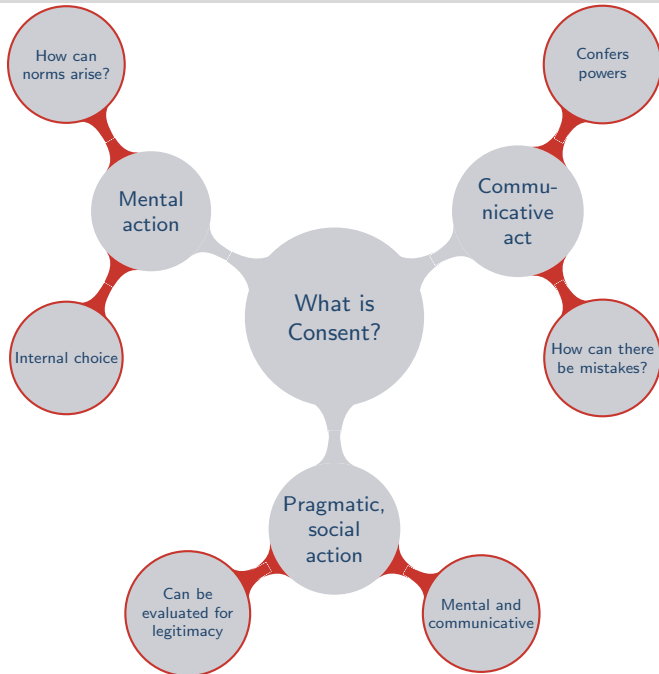 How can
norms arise?
Mental
action
Internal choice
Confers
powers
Commu-
nicative
act
How can there
be mistakes?
What is
Consent?
Pragmatic,
social
action
Can be
evaluated for
legitimacy
Mental and
communicative